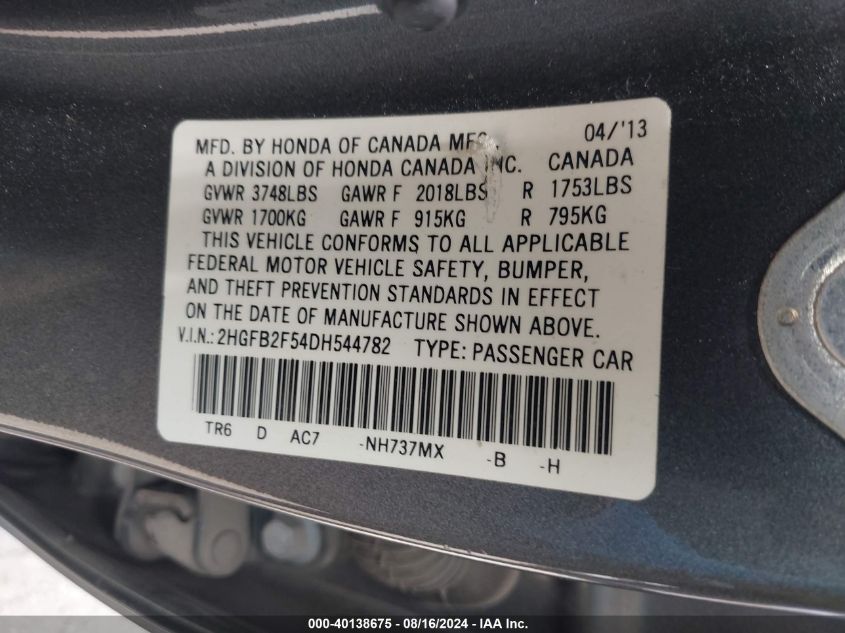 MFD. BY HONDA OF CANADA MFG. 04/'13
A DIVISION OF HONDA CANADA INC. CANADA
GVWR 3748LBS GAWR F 2018LBS R 1753LBS
GVWR 1700KG GAWR F 915KG R 795KG
THIS VEHICLE CONFORMS TO ALL APPLICABLE
FEDERAL MOTOR VEHICLE SAFETY, BUMPER,
AND THEFT PREVENTION STANDARDS IN EFFECT
ON THE DATE OF MANUFACTURE SHOWN ABOVE.
V.I.N.: 2HGFB2F54DH544782 TYPE: PASSENGER CAR
TR6 D AC7 -NH737MX -B -H
000-40138675 - 08/16/2024 - IAA Inc.